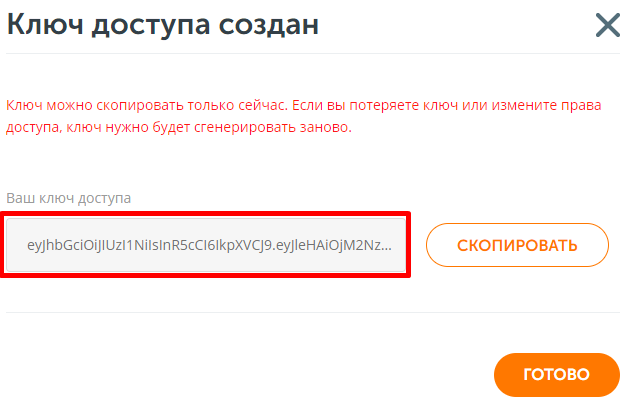 Ключ доступа создан
Ключ можно скопировать только сейчас. Если вы потеряете ключ или измените права
доступа, ключ нужно будет сгенерировать заново.
Ваш ключ доступа
eyJhbGciOiJIUzI1NiIsInR5cCI6IkpXVCJ9.eyJleHAiOjM2Nz...
СКОПИРОВАТЬ
ГОТОВО